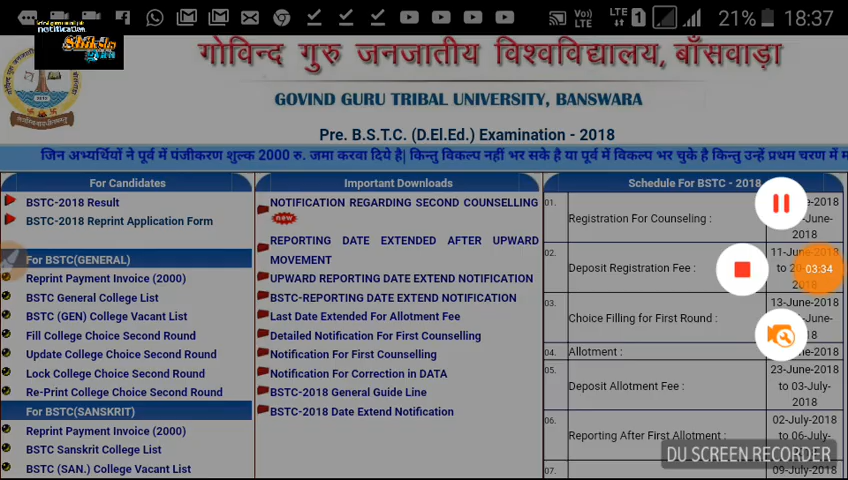 Vo))
LTE
LTE
1
21%
18:37
notification
गोविन्द गुरु जनजातीय विश्वविद्यालय, बाँसवाड़ा
GOVIND GURU TRIBAL UNIVERSITY, BANSWARA
Pre. B.S.T.C. (D.El.Ed.) Examination - 2018
जिन अभ्यर्थियों ने पूर्व में पंजीकरण शुल्क 2000 रु. जमा करवा दिये है| किन्तु विकल्प नहीं भर सके है या पूर्व में विकल्प भर चुके है किन्तु उन्हें प्रथम चरण में
For Candidates
BSTC-2018 Result
BSTC-2018 Reprint Application Form
For BSTC(GENERAL)
Reprint Payment Invoice (2000)
BSTC General College List
BSTC (GEN) College Vacant List
Fill College Choice Second Round
Update College Choice Second Round
Lock College Choice Second Round
Re-Print College Choice Second Round
For BSTC(SANSKRIT)
Reprint Payment Invoice (2000)
BSTC Sanskrit College List
BSTC (SAN.) College Vacant List
Important Downloads
NOTIFICATION REGARDING SECOND COUNSELLING
new
REPORTING DATE EXTENDED AFTER UPWARD
MOVEMENT
UPWARD REPORTING DATE EXTEND NOTIFICATION
BSTC-REPORTING DATE EXTEND NOTIFICATION
Last Date Extended For Allotment Fee
Detailed Notification For First Counselling
Notification For First Counselling
Notification For Correction in DATA
BSTC-2018 General Guide Line
BSTC-2018 Date Extend Notification
Schedule For BSTC - 2018
01.
Registration For Counseling :
-June-2018
-June-
2018
02.
Deposit Registration Fee :
11-June-2018
to 
2018
03.
Choice Filling for First Round :
13-June-2018
-June-
04.
Allotment :
-June-2018
05.
Deposit Allotment Fee :
23-June-2018
to 03-July-
2018
06.
Reporting After First Allotment :
02-July-2018
to 06-July-
07.
09-July-2018
03:34
DU SCREEN RECORDER